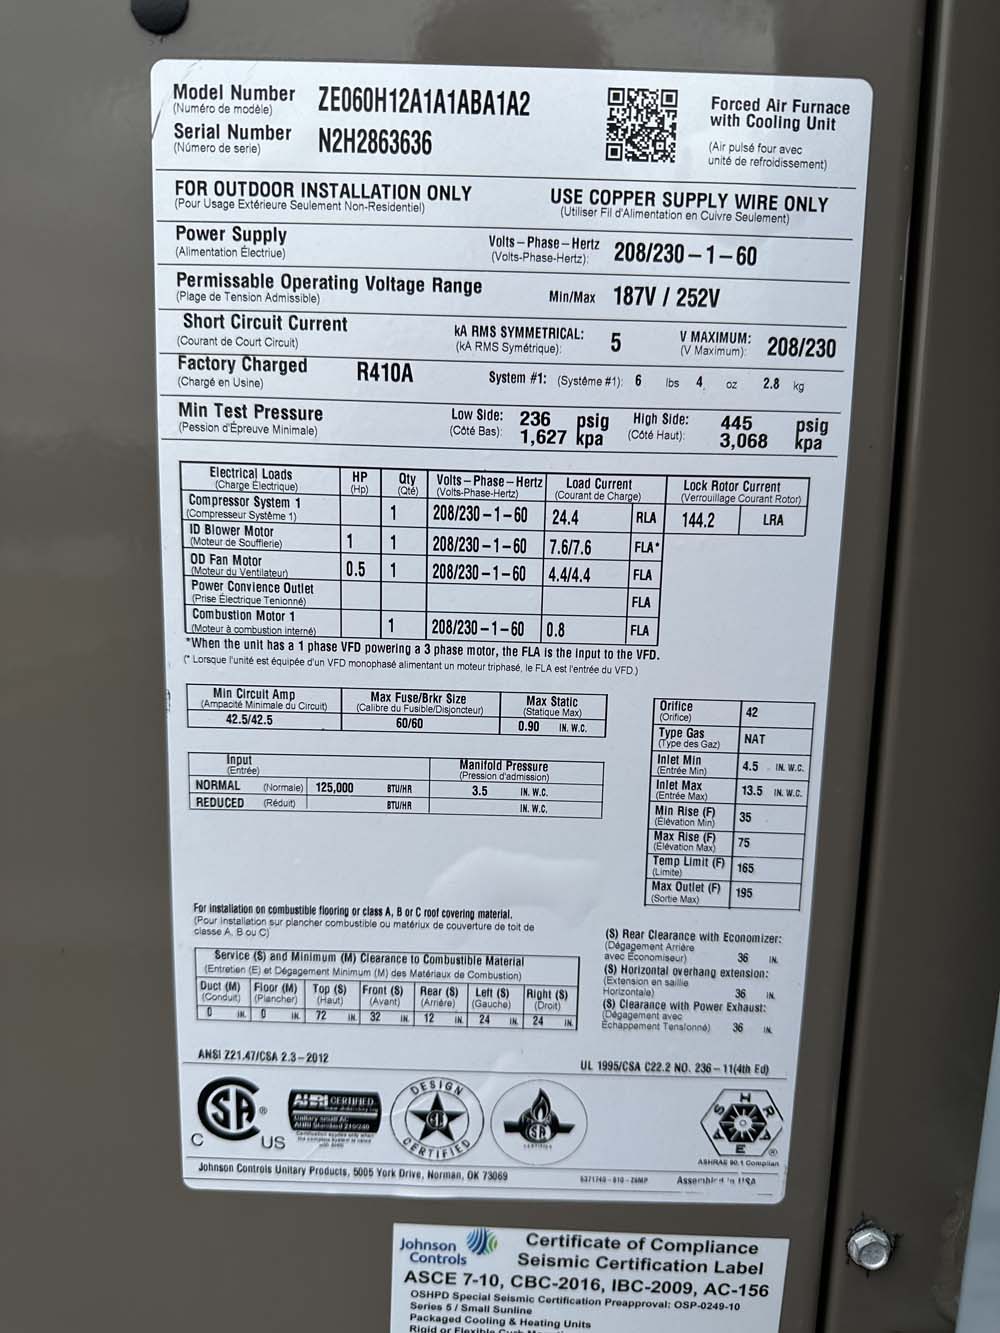 Model Number ZE060H12A1A1ABA1A2
(Numéro de modèle)
Serial Number N2H2863636
(Número de serie)
Forced Air Furnace
with Cooling Unit
(Air pulsé four avec
unité de refroidissement)
FOR OUTDOOR INSTALLATION ONLY
(Pour Usage Extérieure Seulement Non-Residentiel)
USE COPPER SUPPLY WIRE ONLY
(Utiliser Fil d'Alimentation en Cuivre Seulement)
Power Supply Volts – Phase – Hertz 208/230 – 1 – 60
(Alimentation Électriue) (Volts-Phase-Hertz):
Permissable Operating Voltage Range Min/Max 187V / 252V
(Plage de Tension Admissible)
Short Circuit Current kA RMS SYMMETRICAL: 5 V MAXIMUM: 208/230
(Courant de Court Circuit) (kA RMS Symétrique): (V Maximum):
Factory Charged R410A System #1: (Système #1): 6 lbs 4 oz 2.8 kg
(Chargé en Usine)
Min Test Pressure Low Side: 236 psig High Side: 445 psig
(Pession d'Épreuve Minimale) (Côté Bas): 1,627 kpa (Côté Haut): 3,068 kpa
Electrical Loads HP Qty Volts – Phase – Hertz Load Current Lock Rotor Current
(Charge Électrique) (Hp) (Qté) (Volts-Phase-Hertz) (Courant de Charge) (Verrouillage Courant Rotor)
Compressor System 1 1 208/230 – 1 – 60 24.4 RLA 144.2 LRA
(Compresseur Système 1)
ID Blower Motor 1 1 208/230 – 1 – 60 7.6/7.6 FLA*
(Moteur de Soufflerie)
OD Fan Motor 0.5 1 208/230 – 1 – 60 4.4/4.4 FLA
(Moteur du Ventilateur)
Power Convience Outlet FLA
(Prise Électrique Tenionné)
Combustion Motor 1 1 208/230 – 1 – 60 0.8 FLA
(Moteur à combustion interné)
*When the unit has a 1 phase VFD powering a 3 phase motor, the FLA is the input to the VFD.
(* Lorsque l'unité est équipée d'un VFD monophasé alimentant un moteur triphasé, le FLA est l'entrée du VFD.)
Min Circuit Amp Max Fuse/Brkr Size Max Static
(Ampacité Minimale du Circuit) (Calibre du Fusible/Disjoncteur) (Statique Max)
42.5/42.5 60/60 0.90 IN. W.C.
Input Manifold Pressure
(Entrée) (Pression d'admission)
NORMAL (Normale) 125,000 BTU/HR 3.5 IN. W.C.
REDUCED (Réduit) BTU/HR IN. W.C.
Orifice 42
(Orifice)
Type Gas NAT
(Type des Gaz)
Inlet Min 4.5 IN. W.C.
(Entrée Min)
Inlet Max 13.5 IN. W.C.
(Entrée Max)
Min Rise (F) 35
(Élévation Min)
Max Rise (F) 75
(Élévation Max)
Temp Limit (F) 165
(Limite)
Max Outlet (F) 195
(Sortie Max)
For installation on combustible flooring or class A, B or C roof covering material.
(Pour Installation sur plancher combustible ou matériux de couverture de toit de
classe A, B ou C)
Service (S) and Minimum (M) Clearance to Combustible Material
(Entretien (E) et Dégagement Minimum (M) des Matériaux de Combustion)
Duct (M) Floor (M) Top (S) Front (S) Rear (S) Left (S) Right (S)
(Conduit) (Plancher) (Haut) (Avant) (Arriére) (Gauche) (Droit)
0 IN. 0 IN. 72 IN. 32 IN. 12 IN. 24 IN. 24 IN.
(S) Rear Clearance with Economizer:
(Dégagement Arriére
avec Économiseur) 36 IN.
(S) Horizontal overhang extension:
(Extension en saillie
Horizontale) 36 IN.
(S) Clearance with Power Exhaust:
(Dégagement avec
Échappement Tensionné) 36 IN.
ANSI Z21.47/CSA 2.3 – 2012
UL 1995/CSA C22.2 NO. 236 – 11(4th Ed)
C US
AHRI CERTIFIED
Unitary Small AC
AHRI Standard 210/240
DESIGN
CERTIFIED
SHRAE
ASHRAE 90.1 Complian
Johnson Controls Unitary Products, 5005 York Drive, Norman, OK 73069
Assembled in USA
Johnson
Controls
Certificate of Compliance
Seismic Certification Label
ASCE 7-10, CBC-2016, IBC-2009, AC-156
OSHPD Special Seismic Certification Preapproval: OSP-0249-10
Series 5 / Small Sunline
Packaged Cooling & Heating Units
Rigid or Flexible